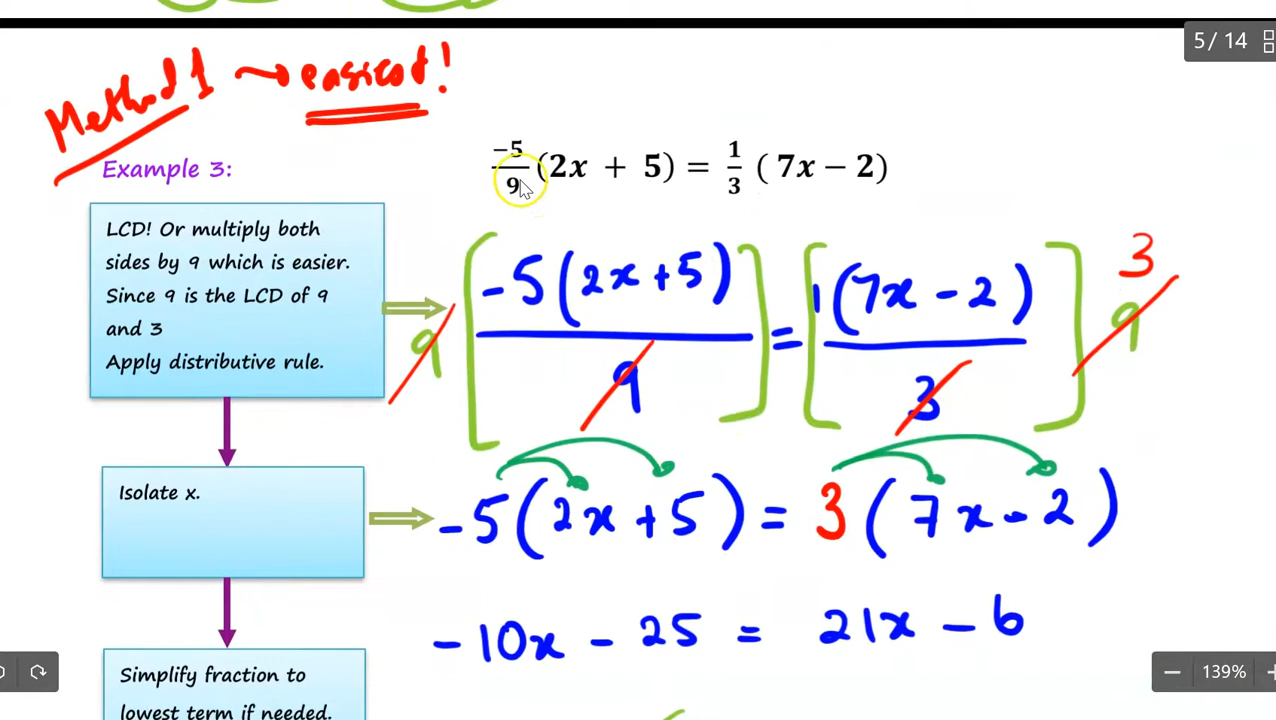 5 / 14
Method 1 → easiest!
Example 3:
−5/9 (2x + 5) = 1/3 ( 7x − 2)
LCD! Or multiply both
sides by 9 which is easier.
Since 9 is the LCD of 9
and 3
Apply distributive rule.
9 [−5(2x+5)/9] = [1(7x−2)/3] 9 3
Isolate x.
−5(2x+5) = 3(7x−2)
−10x − 25 = 21x − 6
Simplify fraction to
lowest term if needed.
139%